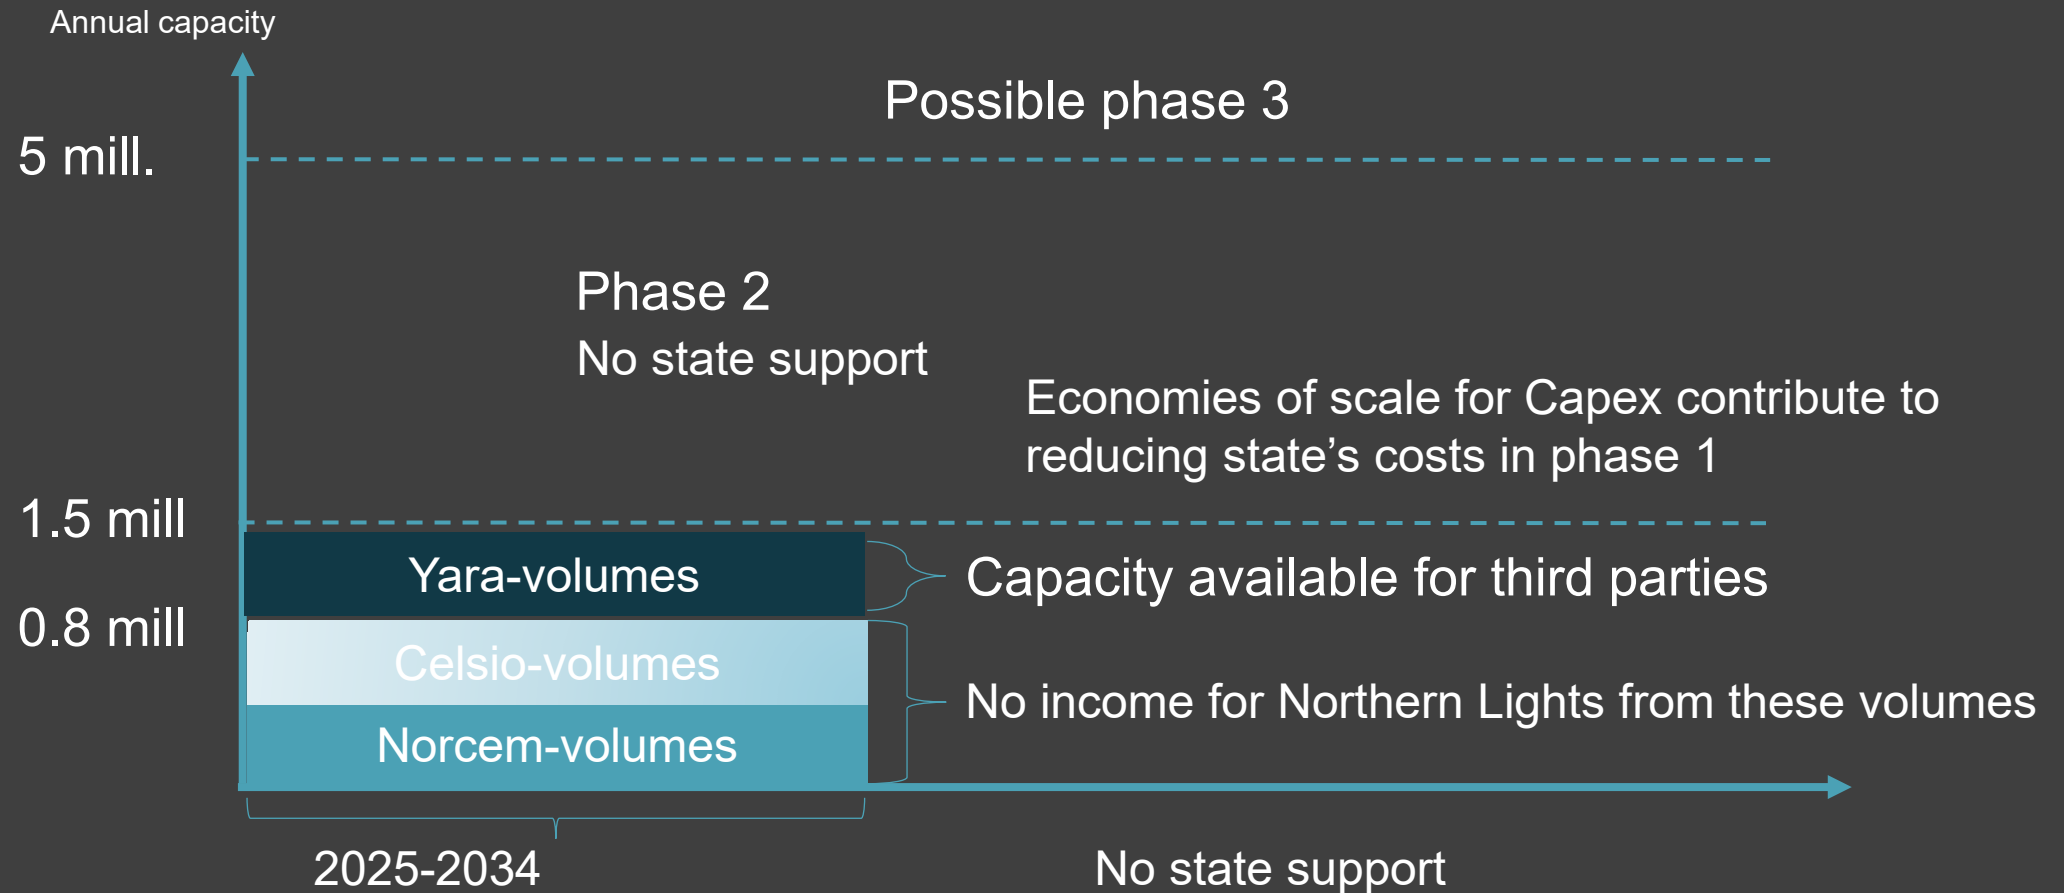 Annual capacity
Possible phase 3
5 mill.
Phase 2
No state support
Economies of scale for Capex contribute to
reducing state’s costs in phase 1
1.5 mill
Yara-volumes
Capacity available for third parties
0.8 mill
Celsio-volumes
No income for Northern Lights from these volumes
Norcem-volumes
2025-2034
No state support